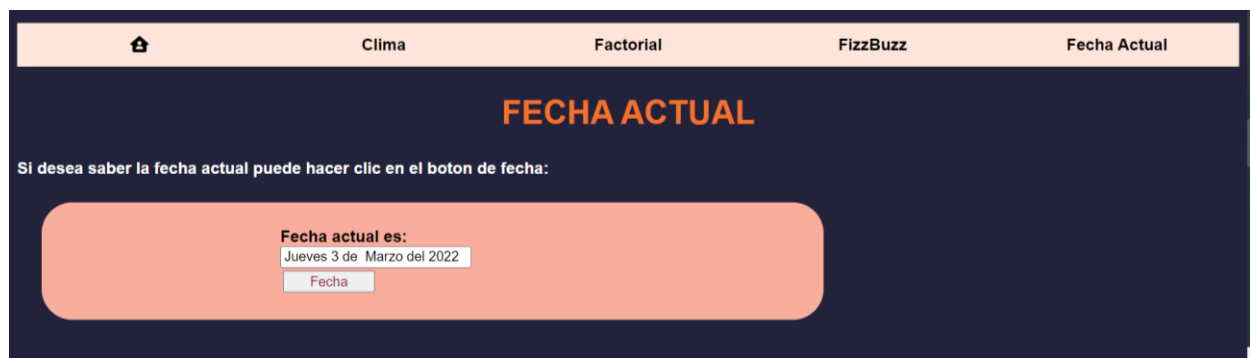 Clima Factorial FizzBuzz Fecha Actual
FECHA ACTUAL
Si desea saber la fecha actual puede hacer clic en el boton de fecha:
Fecha actual es:
Jueves 3 de  Marzo del 2022
Fecha